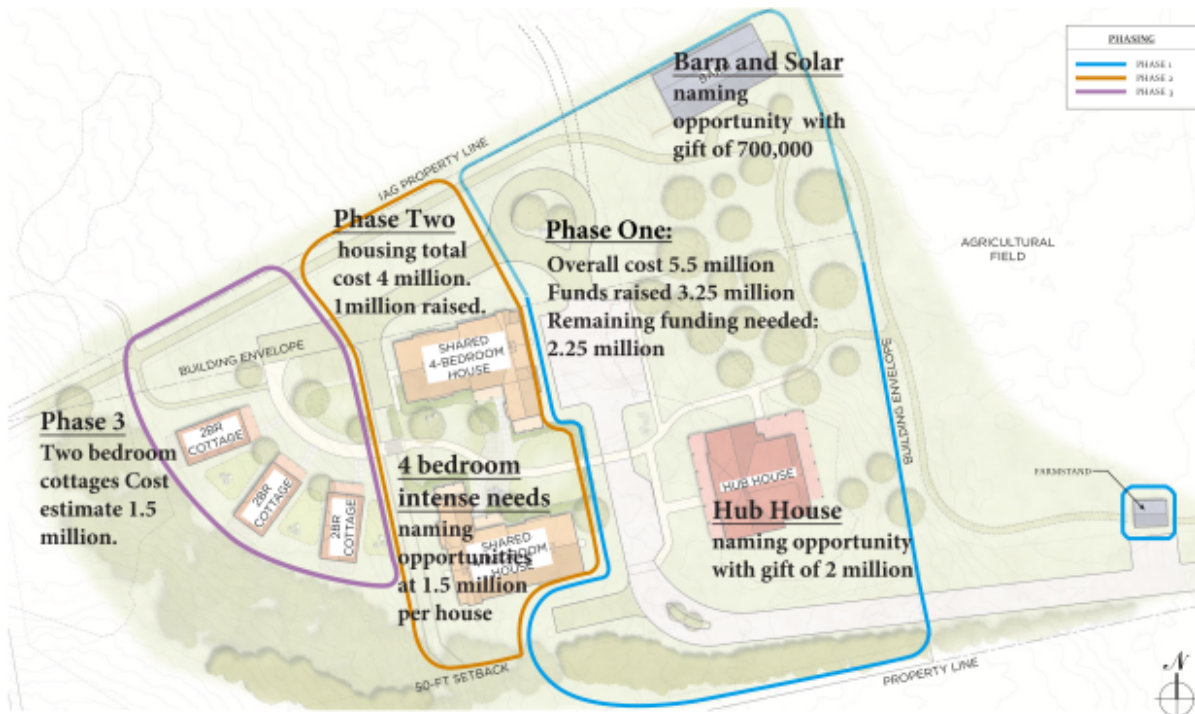 PHASING
PHASE 1
PHASE 2
PHASE 3
Barn and Solar
naming
opportunity with
gift of 700,000
BARN
IAG PROPERTY LINE
Phase Two
housing total
cost 4 million.
1million raised.
Phase One:
Overall cost 5.5 million
Funds raised 3.25 million
Remaining funding needed:
2.25 million
AGRICULTURAL
FIELD
BUILDING ENVELOPE
SHARED
4-BEDROOM
HOUSE
BUILDING ENVELOPE
Phase 3
Two bedroom
cottages Cost
estimate 1.5
million.
2BR
COTTAGE
2BR
COTTAGE
2BR
COTTAGE
4 bedroom
intense needs
naming
opportunities
at 1.5 million
per house
SHARED
HOUSE
HUB HOUSE
Hub House
naming opportunity
with gift of 2 million
FARMSTAND
50-FT SETBACK
PROPERTY LINE
N